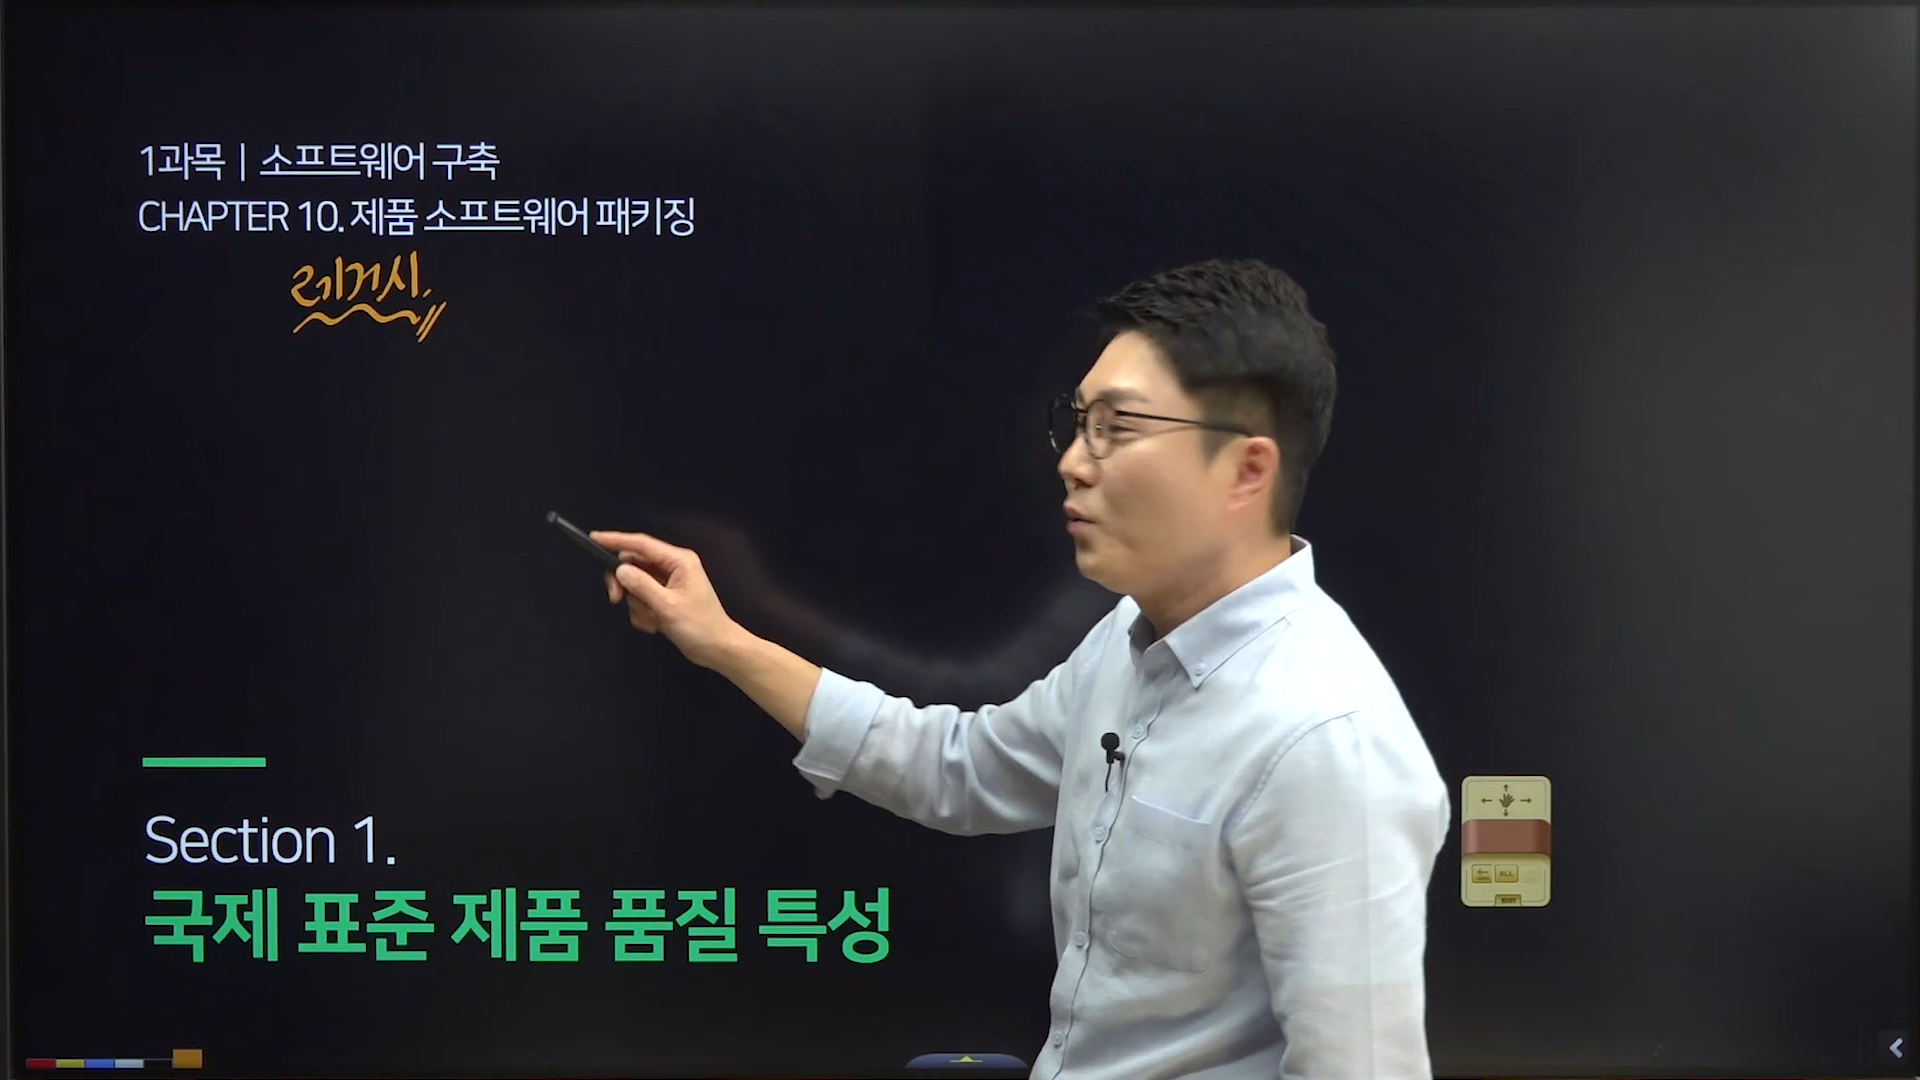 1과목 | 소프트웨어 구축
CHAPTER 10. 제품 소프트웨어 패키징
레거시
Section 1.
국제 표준 제품 품질 특성
ALL